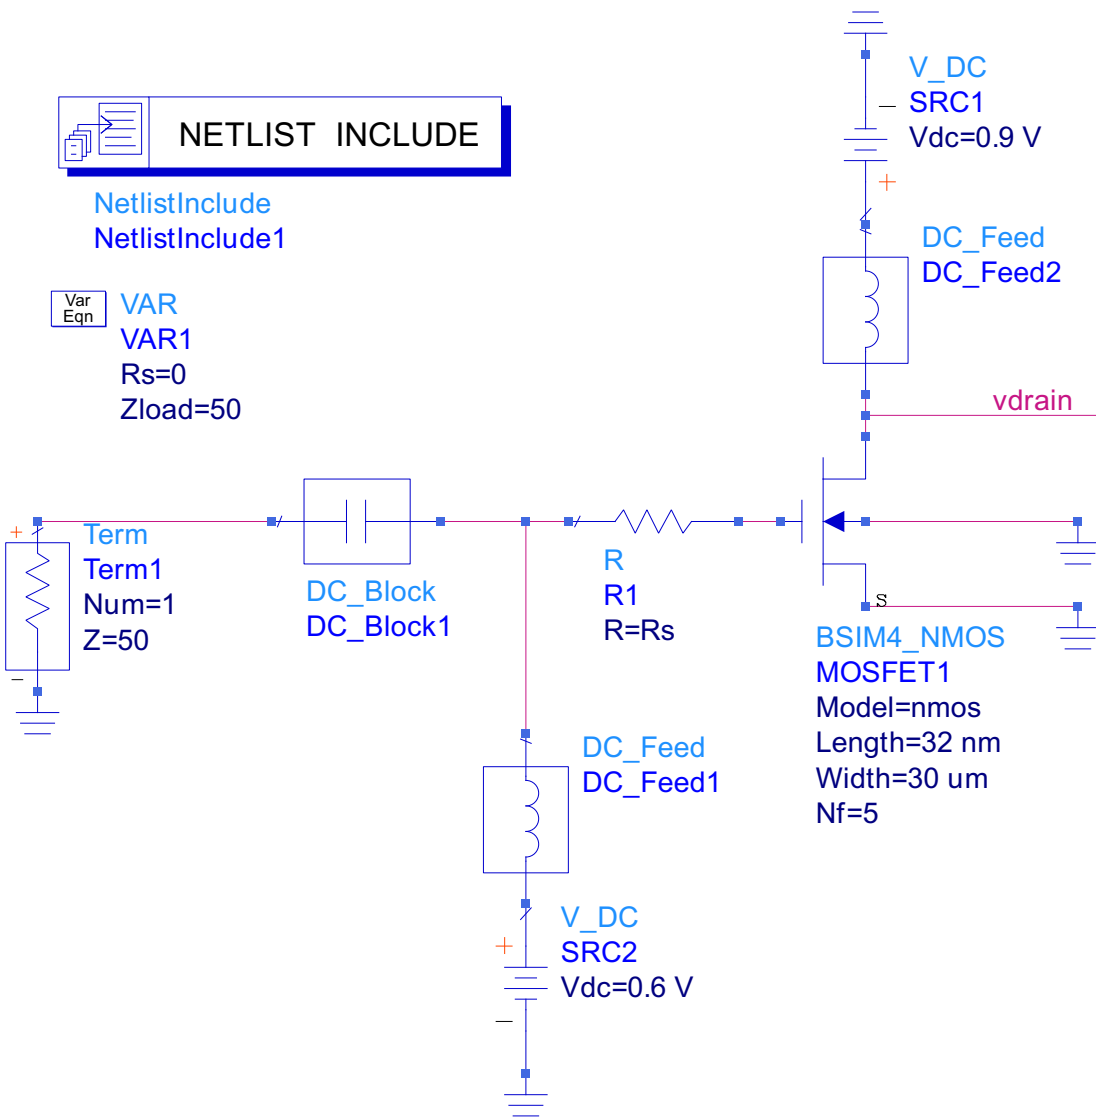 NETLIST INCLUDE
NetlistInclude
NetlistInclude1
Var
Eqn
VAR
VAR1
Rs=0
Zload=50
V_DC
SRC1
Vdc=0.9 V
−
+
DC_Feed
DC_Feed2
vdrain
+
Term
Term1
Num=1
Z=50
−
DC_Block
DC_Block1
R
R1
R=Rs
S
BSIM4_NMOS
MOSFET1
Model=nmos
Length=32 nm
Width=30 um
Nf=5
DC_Feed
DC_Feed1
+
V_DC
SRC2
Vdc=0.6 V
−